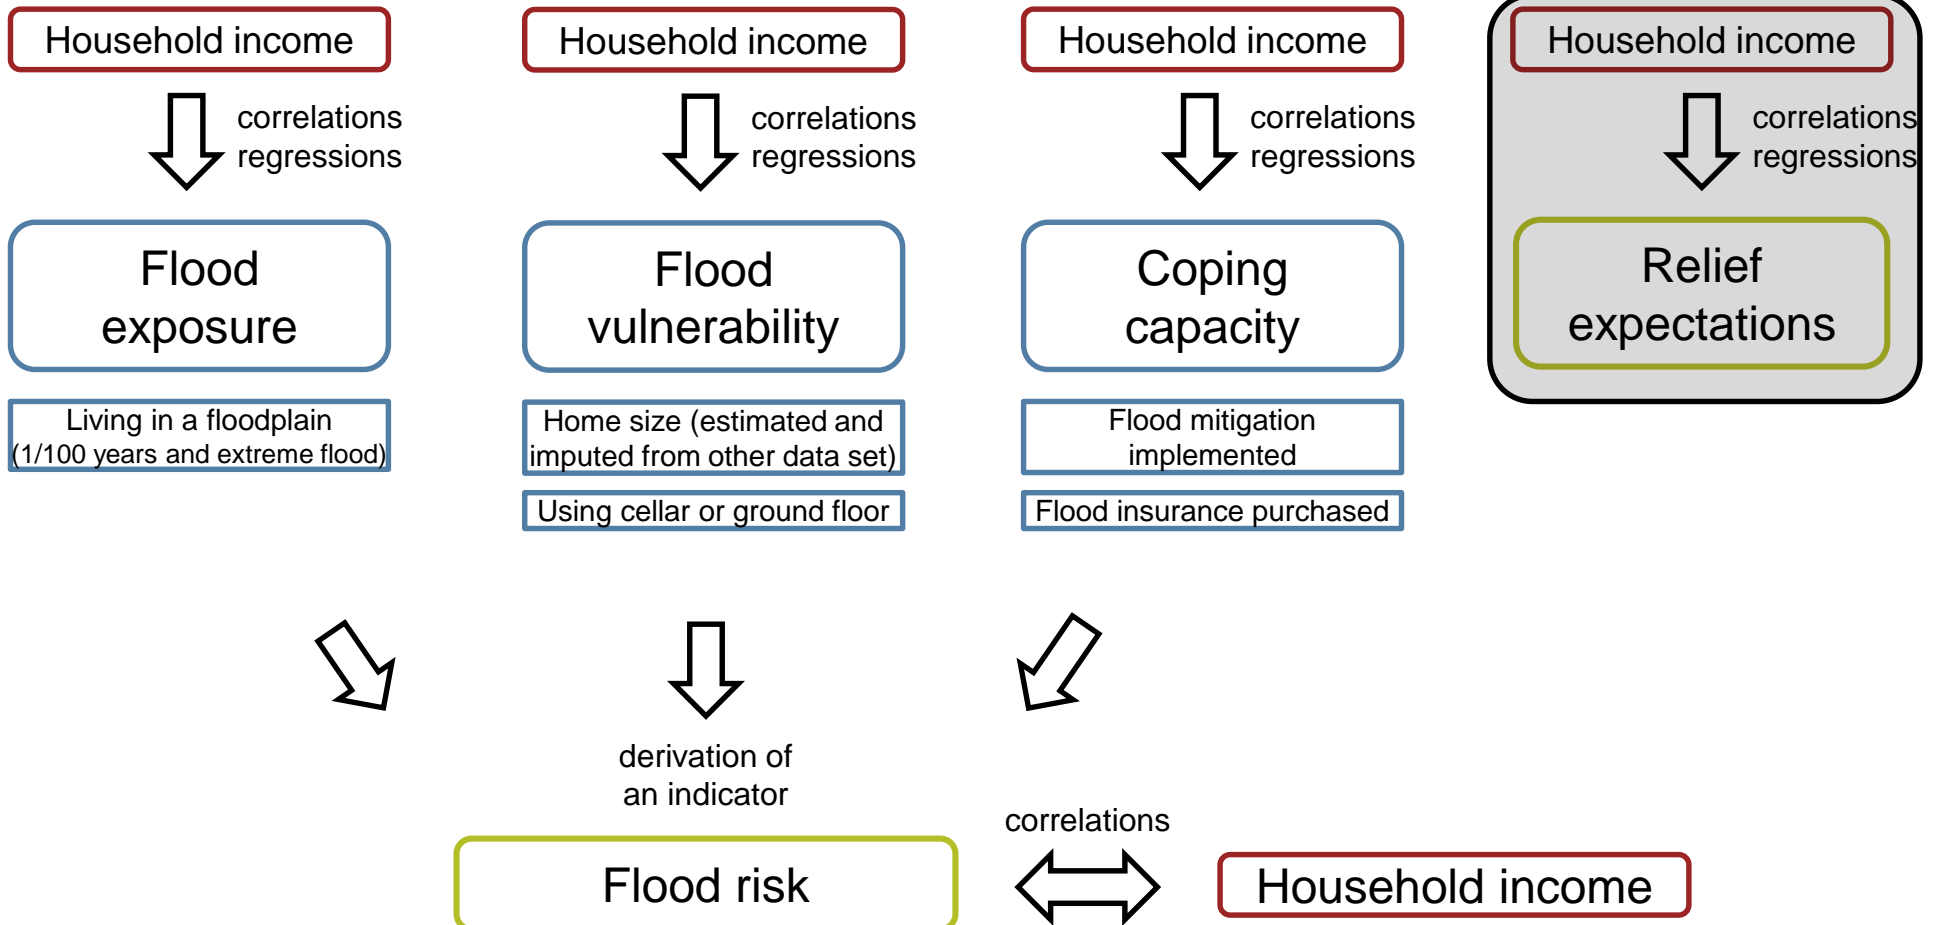 Household income
correlations
regressions
Flood
exposure
Living in a floodplain
(1/100 years and extreme flood)
Household income
correlations
regressions
Flood
vulnerability
Home size (estimated and
imputed from other data set)
Using cellar or ground floor
Household income
correlations
regressions
Coping
capacity
Flood mitigation
implemented
Flood insurance purchased
Household income
correlations
regressions
Relief
expectations
derivation of
an indicator
Flood risk
correlations
Household income